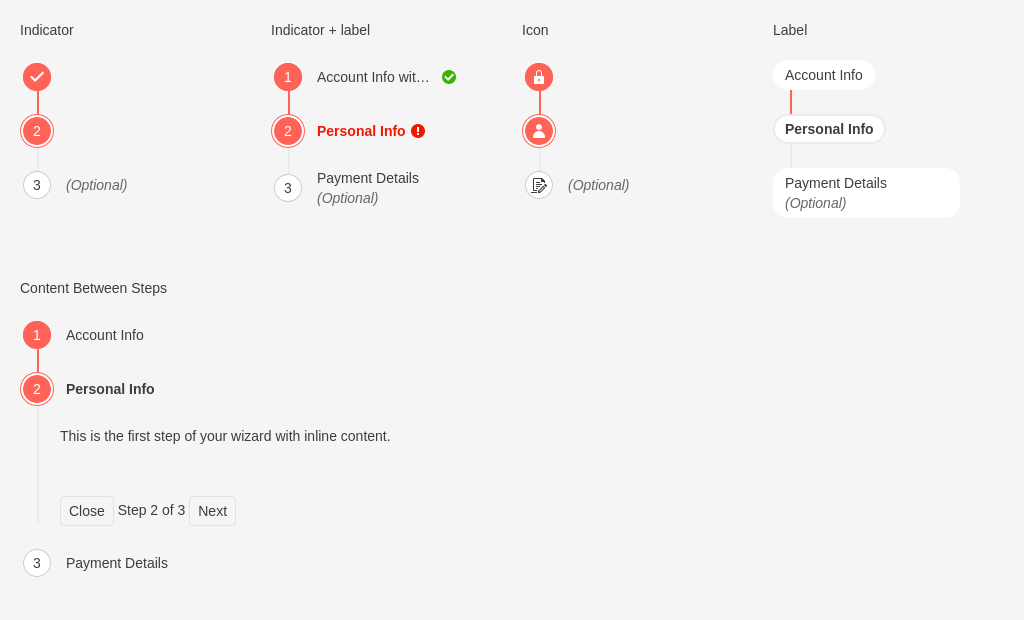 Indicator
2
3 (Optional)
Indicator + label
1 Account Info wit…
2 Personal Info
3 Payment Details
(Optional)
Icon
(Optional)
Label
Account Info
Personal Info
Payment Details
(Optional)
Content Between Steps
1 Account Info
2 Personal Info
This is the first step of your wizard with inline content.
Close Step 2 of 3 Next
3 Payment Details